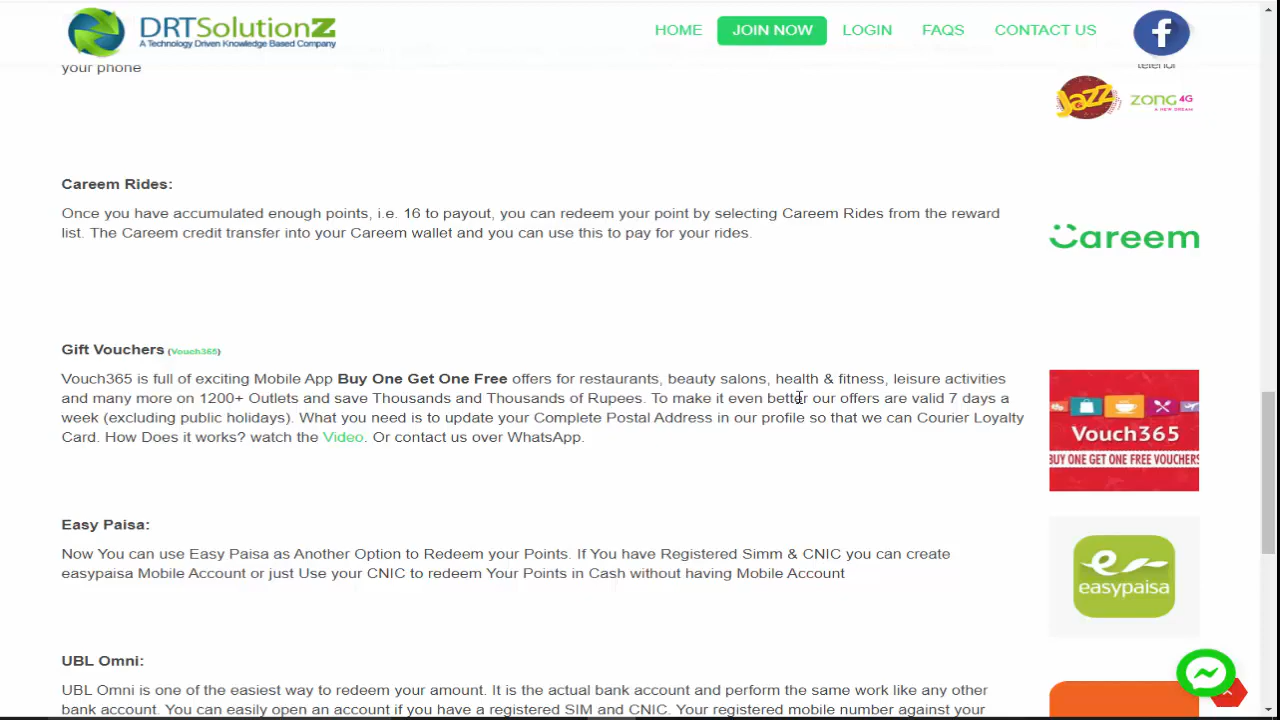 DRTSolutionZ
A Technology Driven Knowledge Based Company
HOME JOIN NOW LOGIN FAQS CONTACT US
your phone
telenor
Jazz
ZONG 4G
A NEW DREAM
Careem Rides:
Once you have accumulated enough points, i.e. 16 to payout, you can redeem your point by selecting Careem Rides from the reward
list. The Careem credit transfer into your Careem wallet and you can use this to pay for your rides.
Careem
Gift Vouchers (Vouch365)
Vouch365 is full of exciting Mobile App Buy One Get One Free offers for restaurants, beauty salons, health & fitness, leisure activities
and many more on 1200+ Outlets and save Thousands and Thousands of Rupees. To make it even better our offers are valid 7 days a
week (excluding public holidays). What you need is to update your Complete Postal Address in our profile so that we can Courier Loyalty
Card. How Does it works? watch the Video. Or contact us over WhatsApp.
Vouch365
BUY ONE GET ONE FREE VOUCHERS
Easy Paisa:
Now You can use Easy Paisa as Another Option to Redeem your Points. If You have Registered Simm & CNIC you can create
easypaisa Mobile Account or just Use your CNIC to redeem Your Points in Cash without having Mobile Account
easypaisa
UBL Omni:
UBL Omni is one of the easiest way to redeem your amount. It is the actual bank account and perform the same work like any other
bank account. You can easily open an account if you have a registered SIM and CNIC. Your registered mobile number against your